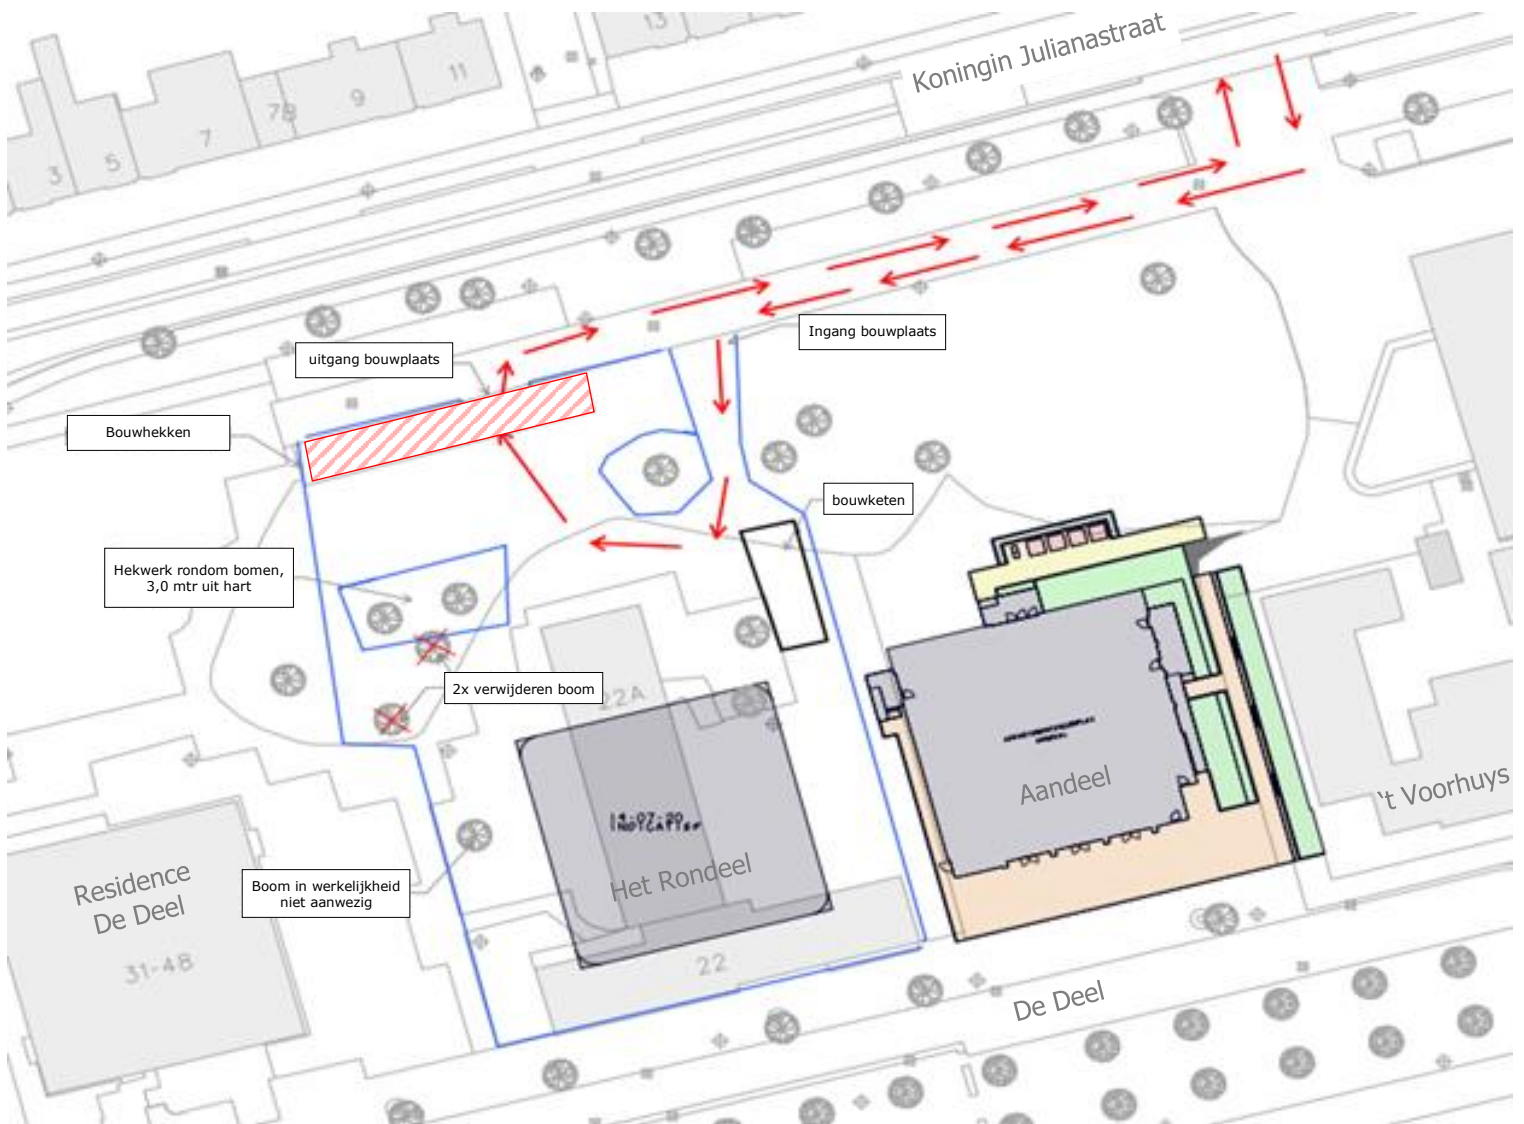 13
Koningin Julianastraat
11
9
7B
7
5
3
Ingang bouwplaats
uitgang bouwplaats
Bouwhekken
bouwketen
Hekwerk rondom bomen,
3,0 mtr uit hart
2x verwijderen boom
22A
Aandeel
't Voorhuys
Het Rondeel
Residence
De Deel
31-48
Boom in werkelijkheid
niet aanwezig
22
De Deel